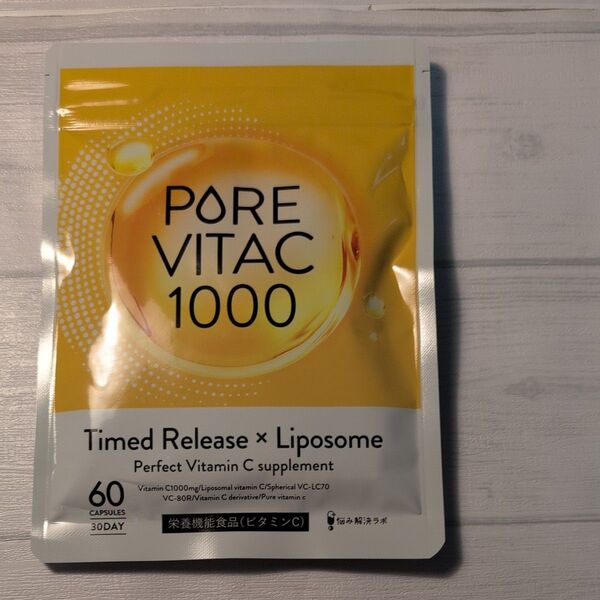 PORE
VITAC
1000
Timed Release × Liposome
Perfect Vitamin C supplement
60
CAPSULES
30DAY
Vitamin C1000mg/Liposomal vitamin C/Spherical VC-LC70
VC-80R/Vitamin C derivative/Pure vitamin c
栄養機能食品(ビタミンC)
悩み解決ラボ